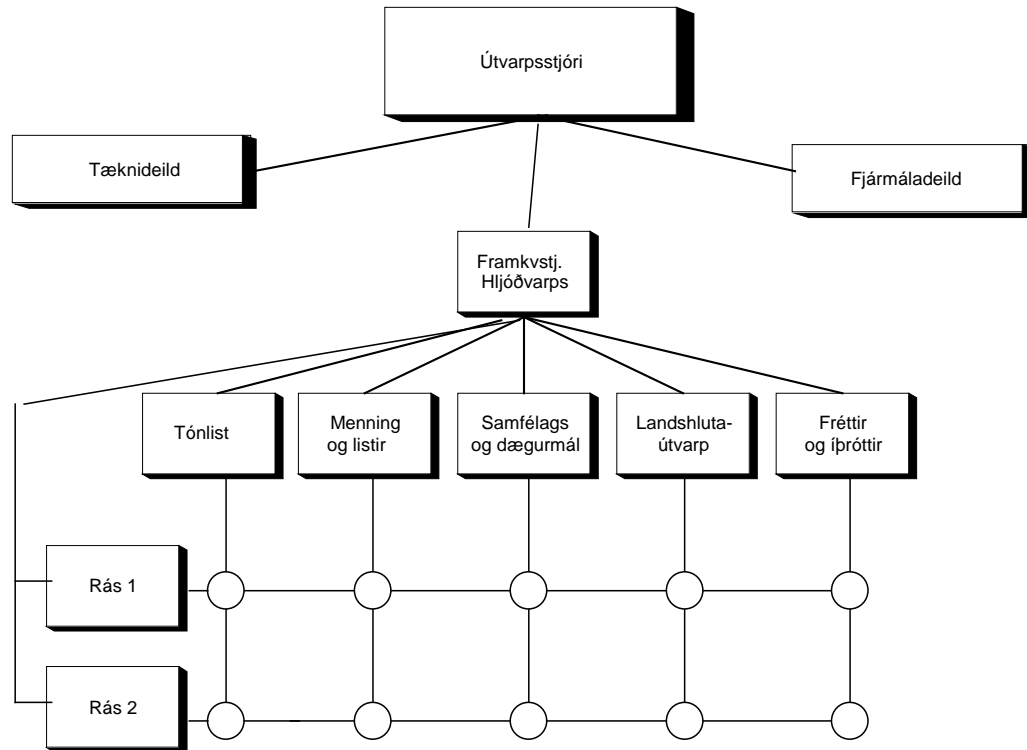 Útvarpsstjóri
Tæknideild
Fjármáladeild
Framkvstj.
Hljóðvarps
Tónlist
Menning
og listir
Samfélags
og dægurmál
Landshluta-
útvarp
Fréttir
og íþróttir
Rás 1
Rás 2